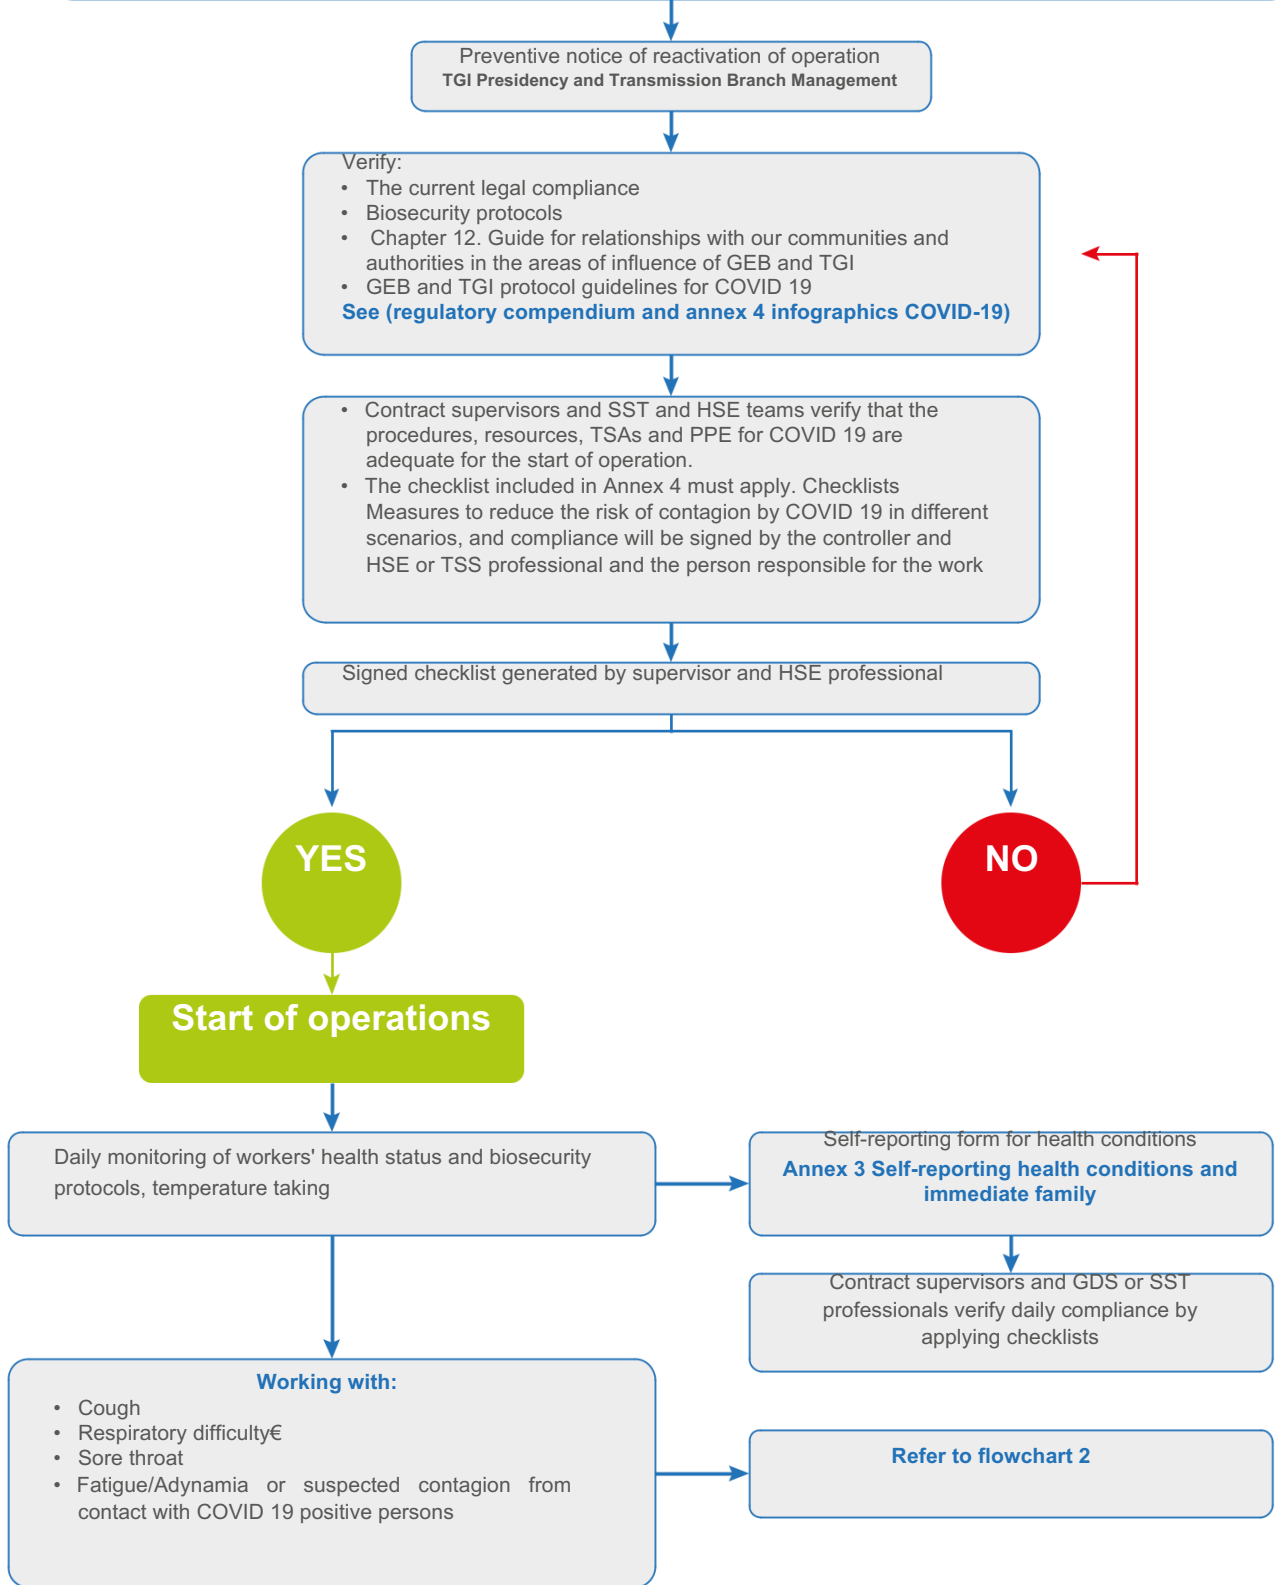 Preventive notice of reactivation of operation
TGI Presidency and Transmission Branch Management
Verify:
• The current legal compliance
• Biosecurity protocols
• Chapter 12. Guide for relationships with our communities and
authorities in the areas of influence of GEB and TGI
• GEB and TGI protocol guidelines for COVID 19
See (regulatory compendium and annex 4 infographics COVID-19)
• Contract supervisors and SST and HSE teams verify that the
procedures, resources, TSAs and PPE for COVID 19 are
adequate for the start of operation.
• The checklist included in Annex 4 must apply. Checklists
Measures to reduce the risk of contagion by COVID 19 in different
scenarios, and compliance will be signed by the controller and
HSE or TSS professional and the person responsible for the work
Signed checklist generated by supervisor and HSE professional
YES
NO
Start of operations
Daily monitoring of workers' health status and biosecurity
protocols, temperature taking
Self-reporting form for health conditions
Annex 3 Self-reporting health conditions and
immediate family
Contract supervisors and GDS or SST
professionals verify daily compliance by
applying checklists
Working with:
• Cough
• Respiratory difficulty€
• Sore throat
• Fatigue/Adynamia or suspected contagion from
contact with COVID 19 positive persons
Refer to flowchart 2